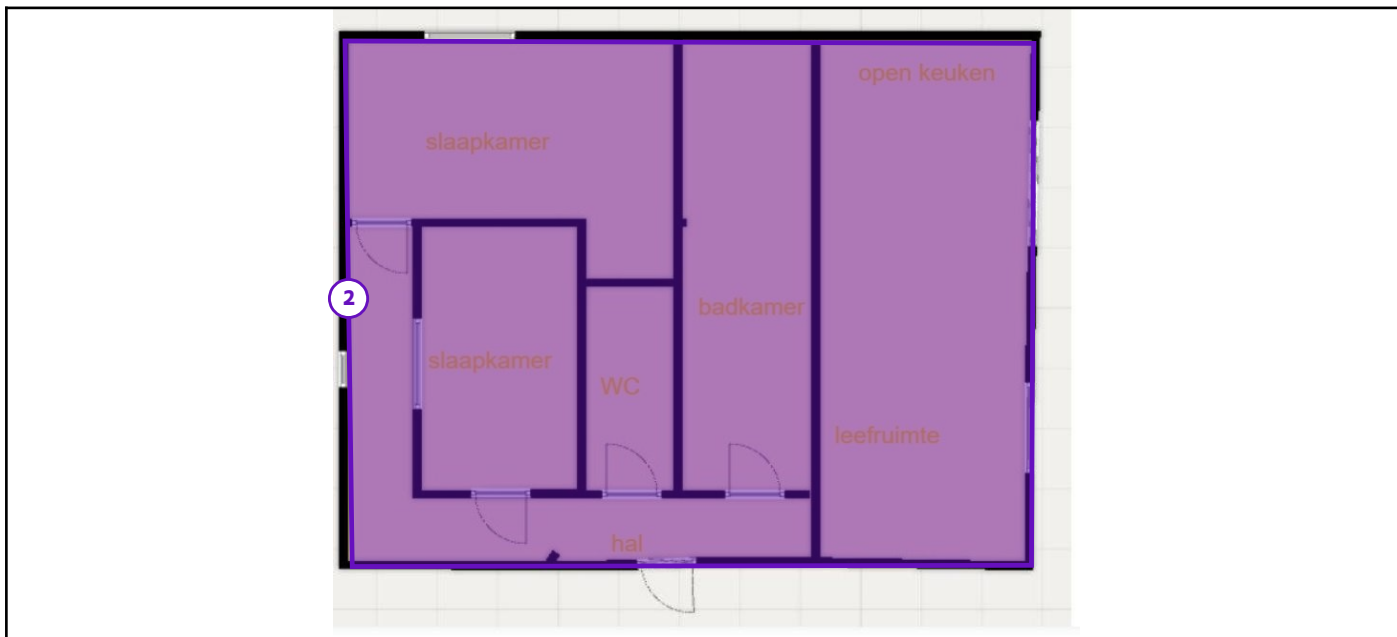 open keuken
slaapkamer
2
badkamer
slaapkamer
WC
leefruimte
hal